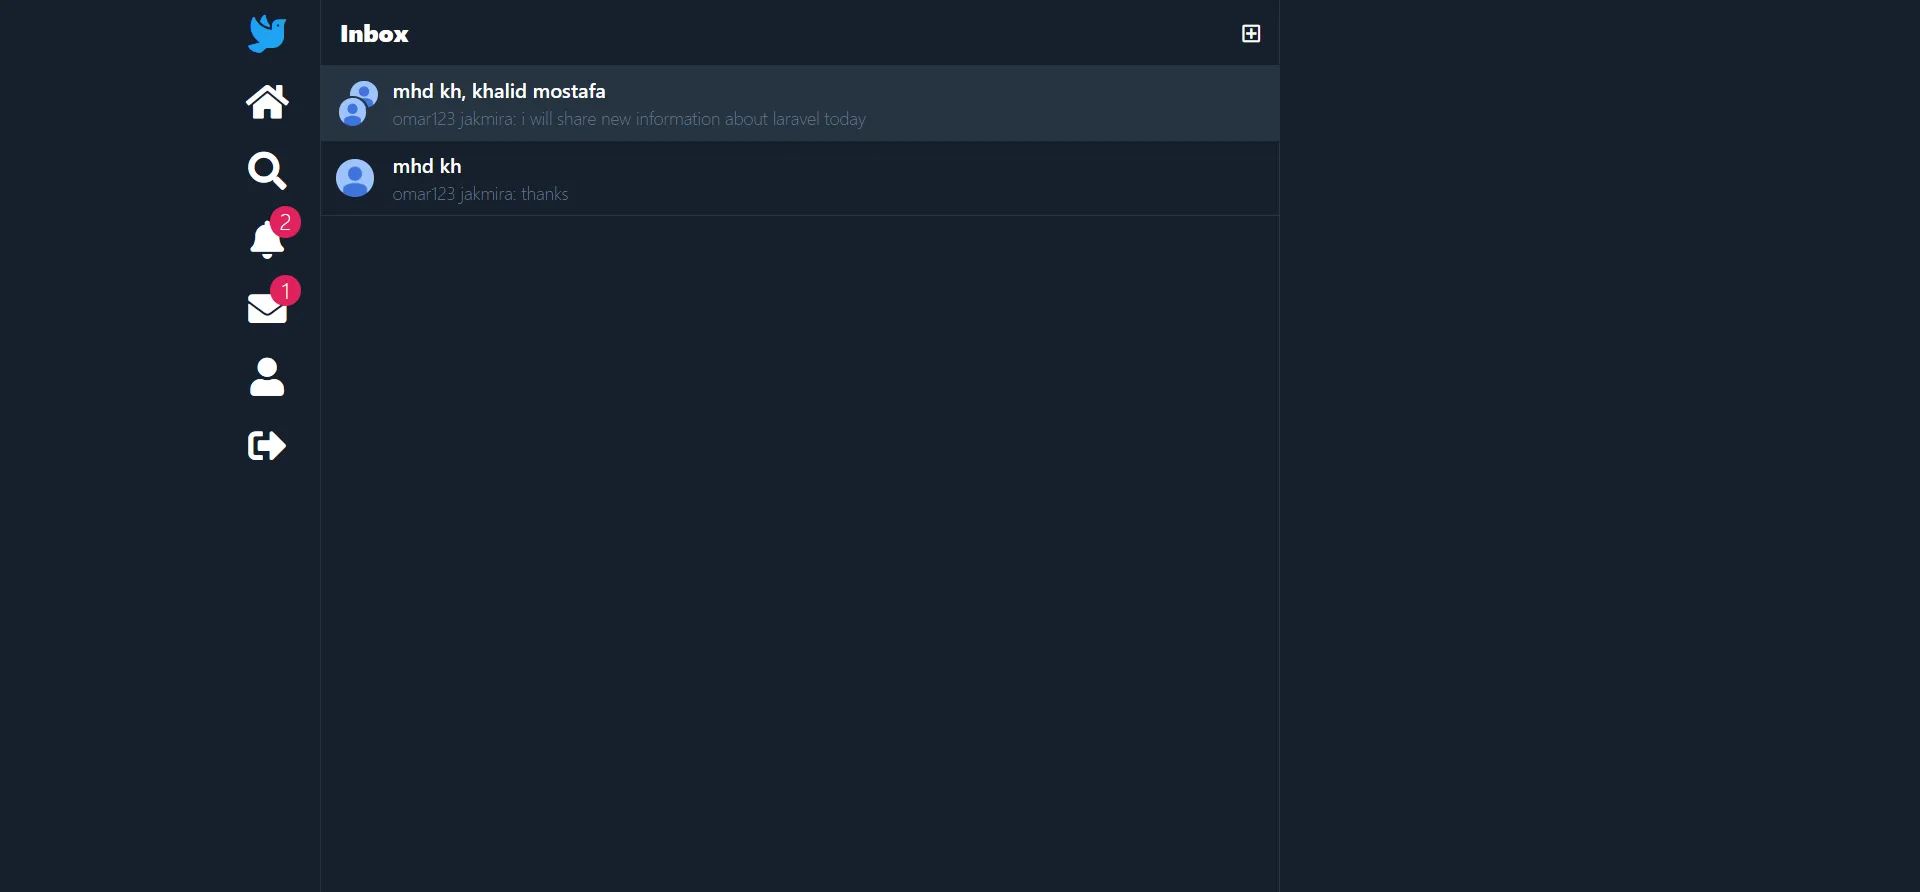 Inbox
mhd kh, khalid mostafa
omar123 jakmira: i will share new information about laravel today
mhd kh
omar123 jakmira: thanks
2
1